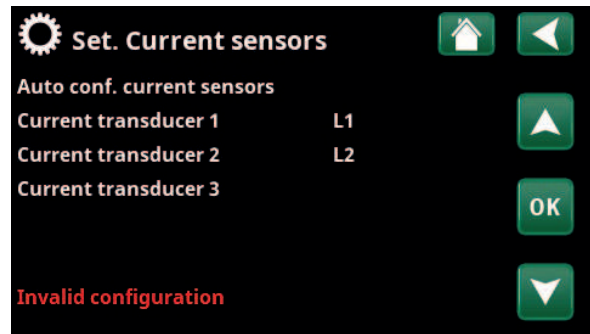 Set. Current sensors
Auto conf. current sensors
Current transducer 1 L1
Current transducer 2 L2
Current transducer 3
OK
Invalid configuration